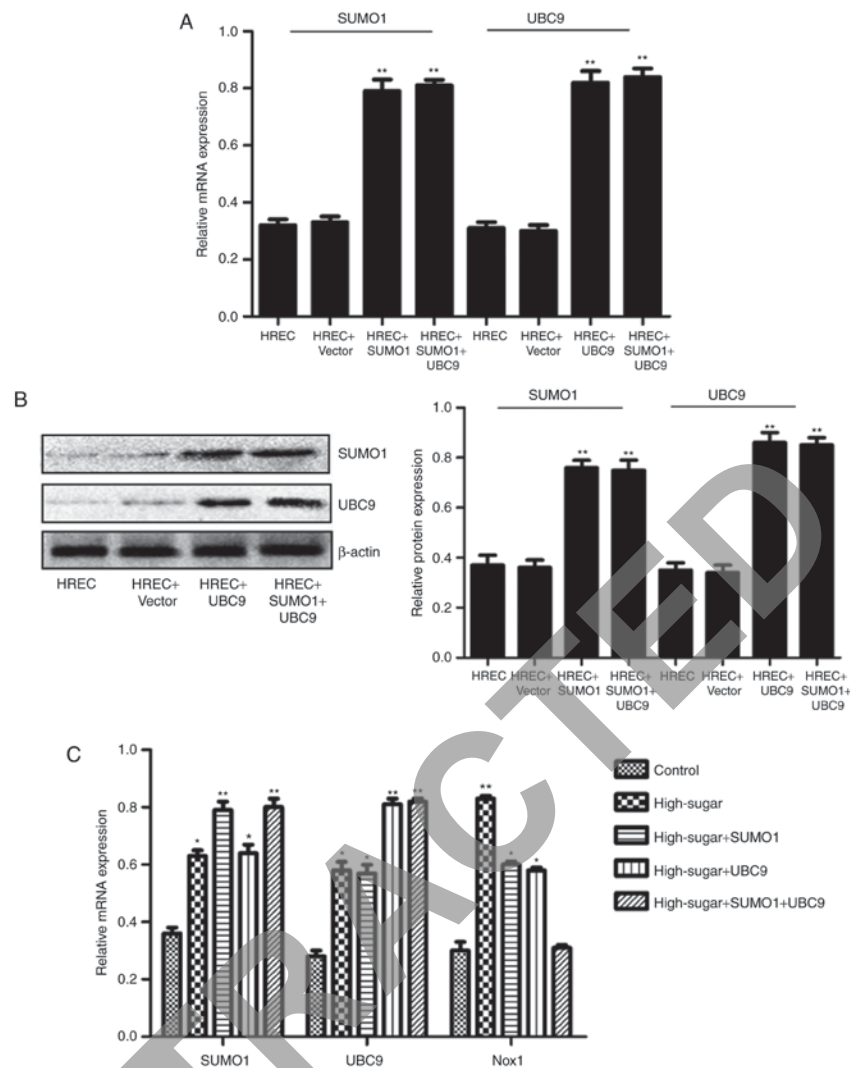 A
SUMO1
UBC9
1.0
0.8
0.6
0.4
0.2
0.0
Relative mRNA expression
** ** ** **
HREC HREC+ HREC+ HREC+ HREC HREC+ HREC+ HREC+
Vector SUMO1 SUMO1+ Vector UBC9 SUMO1+
UBC9 UBC9
B
SUMO1
UBC9
β-actin
HREC HREC+ HREC+ HREC+
Vector UBC9 SUMO1+
UBC9
SUMO1
UBC9
1.0
0.8
0.6
0.4
0.2
0.0
Relative protein expression
** ** ** **
HREC HREC+ HREC+ HREC+ HREC HREC+ HREC+ HREC+
Vector SUMO1 SUMO1+ Vector UBC9 SUMO1+
UBC9 UBC9
C
1.0
0.8
0.6
0.4
0.2
0.0
Relative mRNA expression
* ** * ** * * ** ** ** * *
SUMO1 UBC9 Nox1
Control
High-sugar
High-sugar+SUMO1
High-sugar+UBC9
High-sugar+SUMO1+UBC9
TRACTED